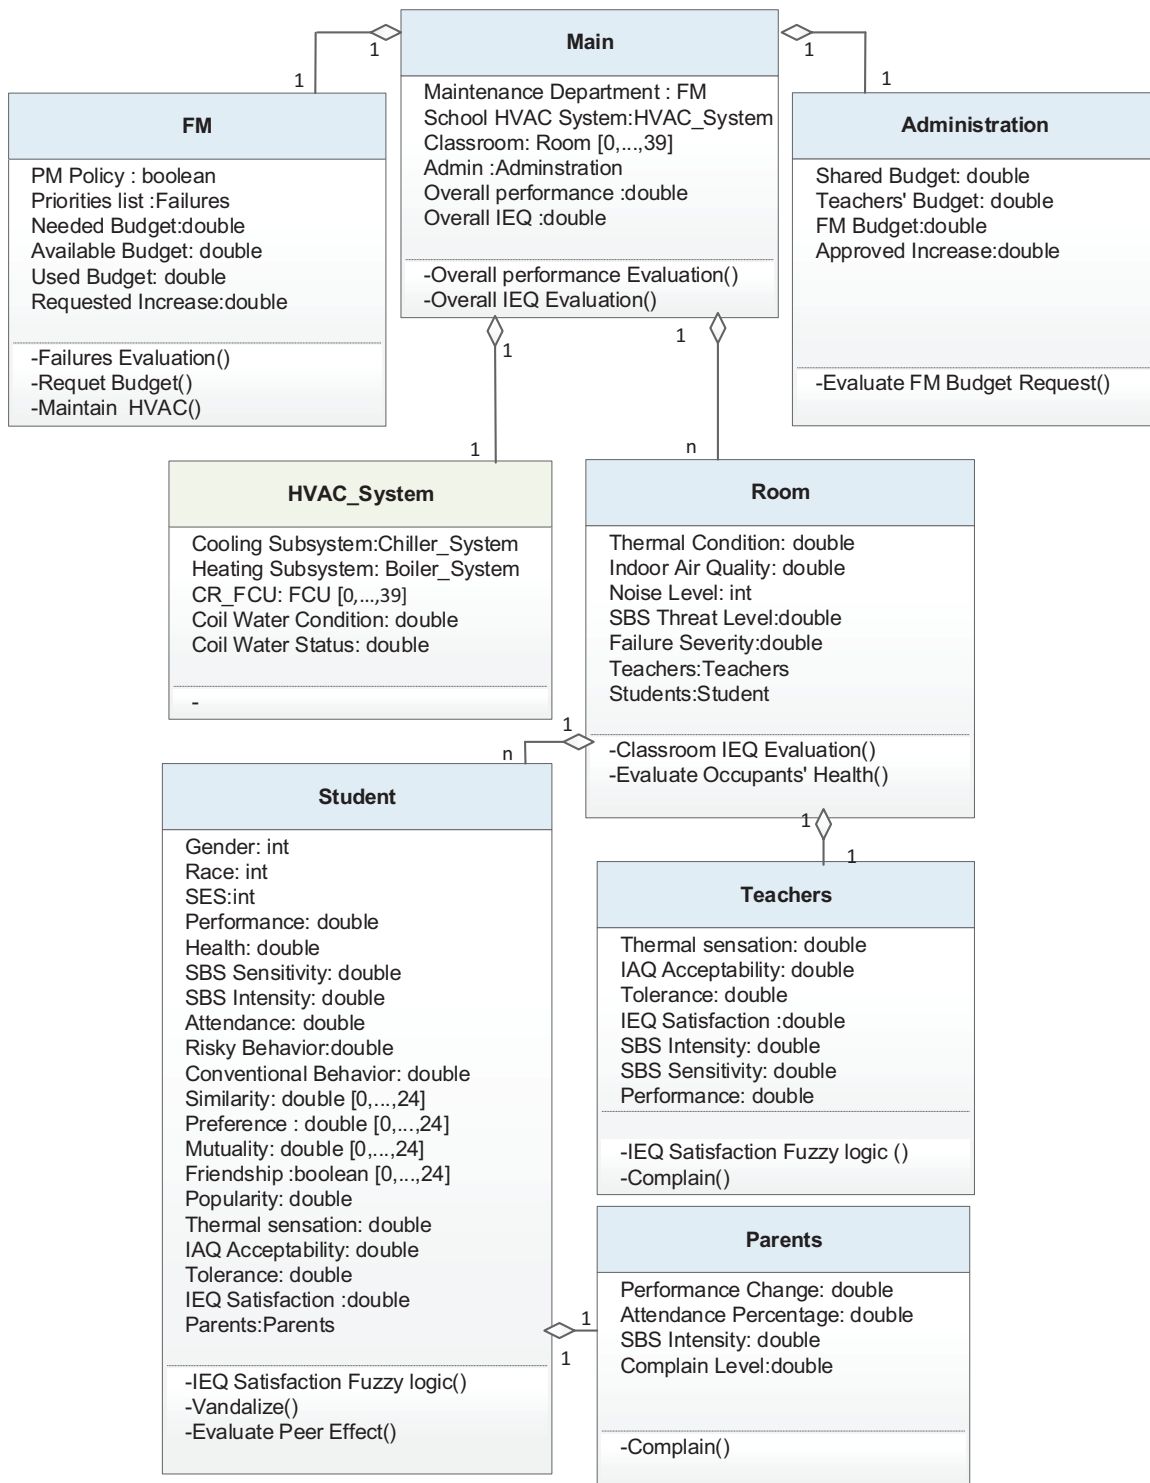 Main
1
1
1
1
Maintenance Department : FM
School HVAC System:HVAC_System
Classroom: Room [0,...,39]
Admin :Adminstration
Overall performance :double
Overall IEQ :double
-Overall performance Evaluation()
-Overall IEQ Evaluation()
FM
PM Policy : boolean
Priorities list :Failures
Needed Budget:double
Available Budget: double
Used Budget: double
Requested Increase:double
-Failures Evaluation()
-Requet Budget()
-Maintain  HVAC()
Administration
Shared Budget: double
Teachers' Budget: double
FM Budget:double
Approved Increase:double
-Evaluate FM Budget Request()
1
1
1
n
HVAC_System
Cooling Subsystem:Chiller_System
Heating Subsystem: Boiler_System
CR_FCU: FCU [0,...,39]
Coil Water Condition: double
Coil Water Status: double
-
Room
Thermal Condition: double
Indoor Air Quality: double
Noise Level: int
SBS Threat Level:double
Failure Severity:double
Teachers:Teachers
Students:Student
-Classroom IEQ Evaluation()
-Evaluate Occupants' Health()
1
n
1
1
Student
Gender: int
Race: int
SES:int
Performance: double
Health: double
SBS Sensitivity: double
SBS Intensity: double
Attendance: double
Risky Behavior:double
Conventional Behavior: double
Similarity: double [0,...,24]
Preference : double [0,...,24]
Mutuality: double [0,...,24]
Friendship :boolean [0,...,24]
Popularity: double
Thermal sensation: double
IAQ Acceptability: double
Tolerance: double
IEQ Satisfaction :double
Parents:Parents
-IEQ Satisfaction Fuzzy logic()
-Vandalize()
-Evaluate Peer Effect()
Teachers
Thermal sensation: double
IAQ Acceptability: double
Tolerance: double
IEQ Satisfaction :double
SBS Intensity: double
SBS Sensitivity: double
Performance: double
-IEQ Satisfaction Fuzzy logic ()
-Complain()
1
1
Parents
Performance Change: double
Attendance Percentage: double
SBS Intensity: double
Complain Level:double
-Complain()